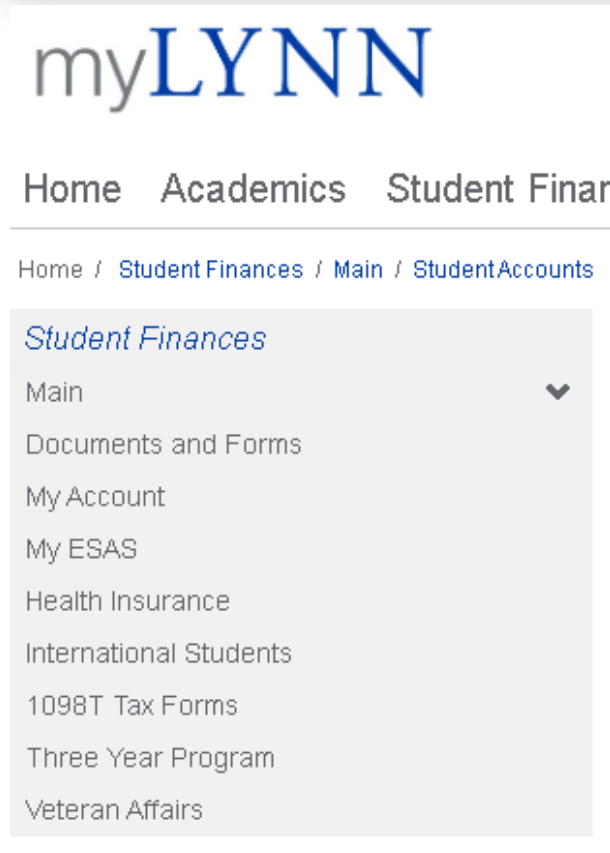 myLYNN
Home Academics Student Finan
Home / Student Finances / Main / Student Accounts
Student Finances
Main
Documents and Forms
My Account
My ESAS
Health Insurance
International Students
1098T Tax Forms
Three Year Program
Veteran Affairs